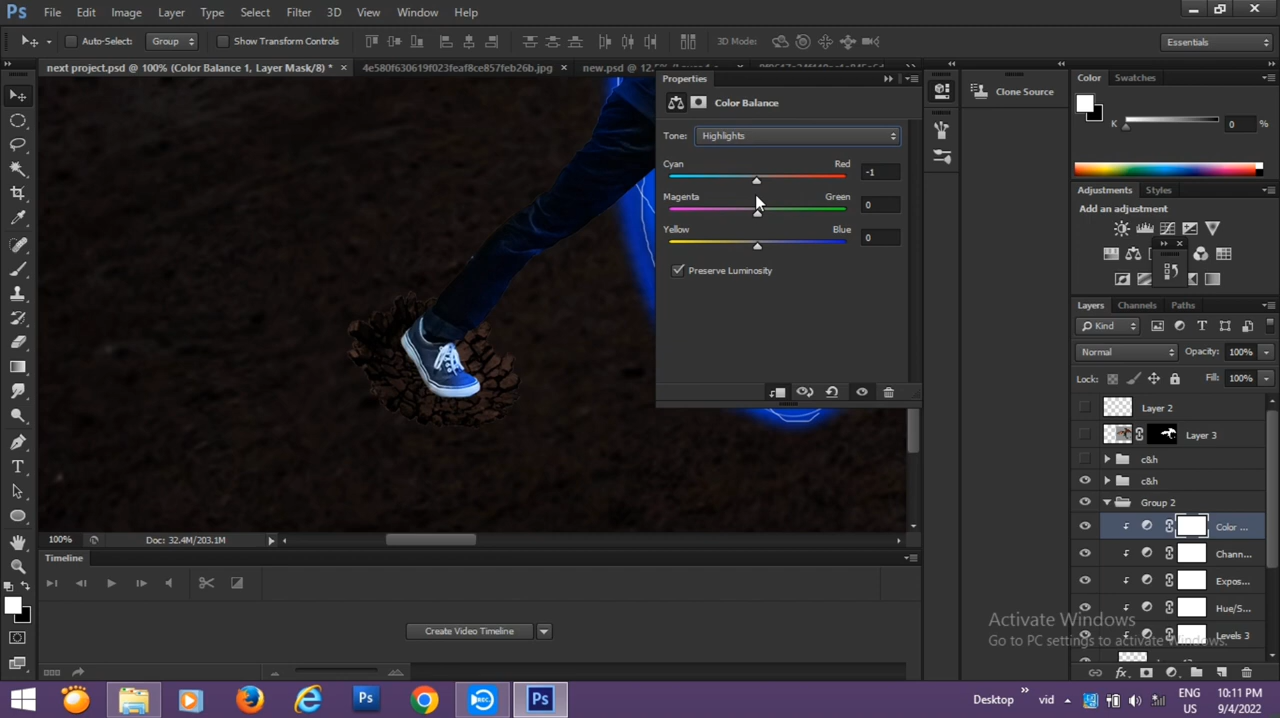 Ps File Edit Image Layer Type Select Filter 3D View Window Help
Auto-Select: Group Show Transform Controls 3D Mode: Essentials
next project.psd @ 100% (Color Balance 1, Layer Mask/8) * × 4e580f630619f023feaf8ce857feb26b.jpg × new.psd @ 12.5%
Properties
Color Balance
Tone: Highlights
Cyan Red -1
Magenta Green 0
Yellow Blue 0
Preserve Luminosity
Clone Source
Color Swatches
K 0 %
Adjustments Styles
Add an adjustment
Layers Channels Paths
Kind
Normal Opacity: 100%
Lock: Fill: 100%
Layer 2
Layer 3
c&h
c&h
Group 2
Color ...
Chann...
Expos...
Hue/S...
Levels 3
100% Doc: 32.4M/203.1M
Timeline
Create Video Timeline
Activate Windows
Go to PC settings to activate Windows.
Desktop » vid ENG US 10:11 PM 9/4/2022